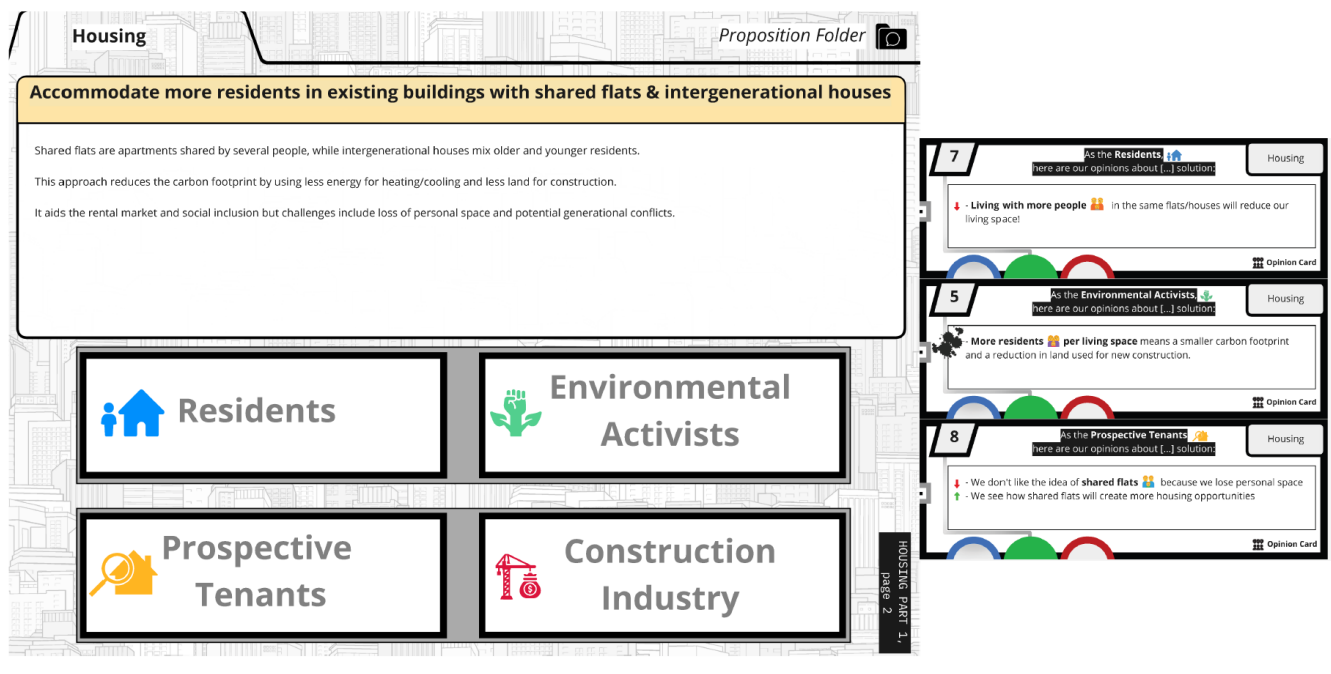 Housing
Proposition Folder
Accommodate more residents in existing buildings with shared flats & intergenerational houses
Shared flats are apartments shared by several people, while intergenerational houses mix older and younger residents.
This approach reduces the carbon footprint by using less energy for heating/cooling and less land for construction.
It aids the rental market and social inclusion but challenges include loss of personal space and potential generational conflicts.
Residents
Environmental
Activists
Prospective
Tenants
Construction
Industry
HOUSING PART 1,
page 2
7
As the Residents,
here are our opinions about [...] solution:
Housing
- Living with more people in the same flats/houses will reduce our
living space!
Opinion Card
5
As the Environmental Activists,
here are our opinions about [...] solution:
Housing
- More residents per living space means a smaller carbon footprint
and a reduction in land used for new construction.
Opinion Card
8
As the Prospective Tenants
here are our opinions about [...] solution:
Housing
- We don't like the idea of shared flats because we lose personal space
- We see how shared flats will create more housing opportunities
Opinion Card